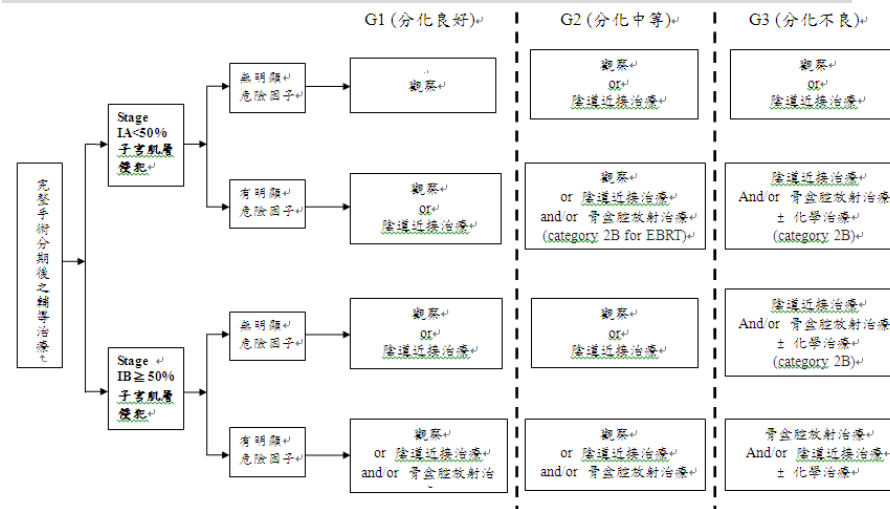 G1 (分化良好)
G2 (分化中等)
G3 (分化不良)
完整手術分期後之輔導治療
Stage
IA<50%
子宮肌層
侵犯
無明顯
危險因子
觀察
觀察
or
陰道近接治療
觀察
or
陰道近接治療
有明顯
危險因子
觀察
or
陰道近接治療
觀察
or 陰道近接治療
and/or 骨盆腔放射治療
(category 2B for EBRT)
陰道近接治療
And/or 骨盆腔放射治療
± 化學治療
(category 2B)
Stage
IB≧50%
子宮肌層
侵犯
無明顯
危險因子
觀察
or
陰道近接治療
觀察
or
陰道近接治療
陰道近接治療
And/or 骨盆腔放射治療
± 化學治療
(category 2B)
有明顯
危險因子
觀察
or 陰道近接治療
and/or 骨盆腔放射治
觀察
or 陰道近接治療
and/or 骨盆腔放射治療
骨盆腔放射治療
And/or 陰道近接治療
± 化學治療